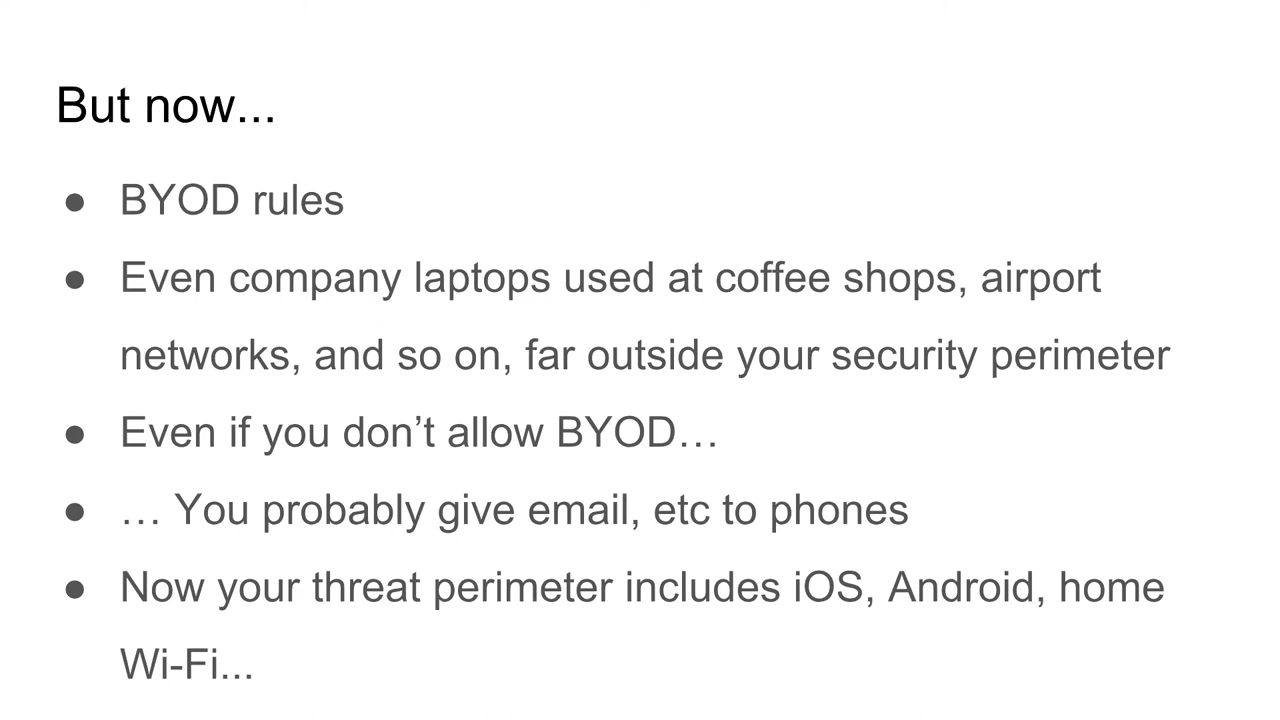 But now...
● BYOD rules
● Even company laptops used at coffee shops, airport
networks, and so on, far outside your security perimeter
● Even if you don’t allow BYOD…
● … You probably give email, etc to phones
● Now your threat perimeter includes iOS, Android, home
Wi-Fi...